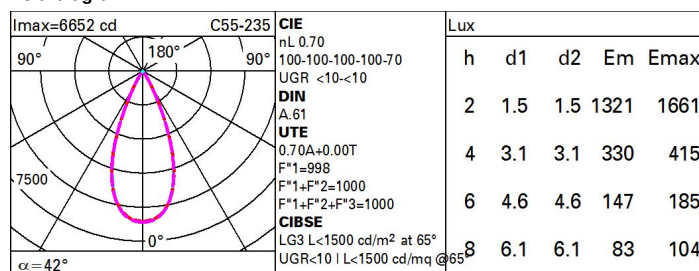 Imax=6652 cd C55-235
90° 180° 90°
7500
0°
α=42°
CIE
nL 0.70
100-100-100-100-70
UGR <10-<10
DIN
A.61
UTE
0.70A+0.00T
F"1=998
F"1+F"2=1000
F"1+F"2+F"3=1000
CIBSE
LG3 L<1500 cd/m² at 65°
UGR<10 | L<1500 cd/mq @65°
Lux
h d1 d2 Em Emax
2 1.5 1.5 1321 1661
4 3.1 3.1 330 415
6 4.6 4.6 147 185
8 6.1 6.1 83 104